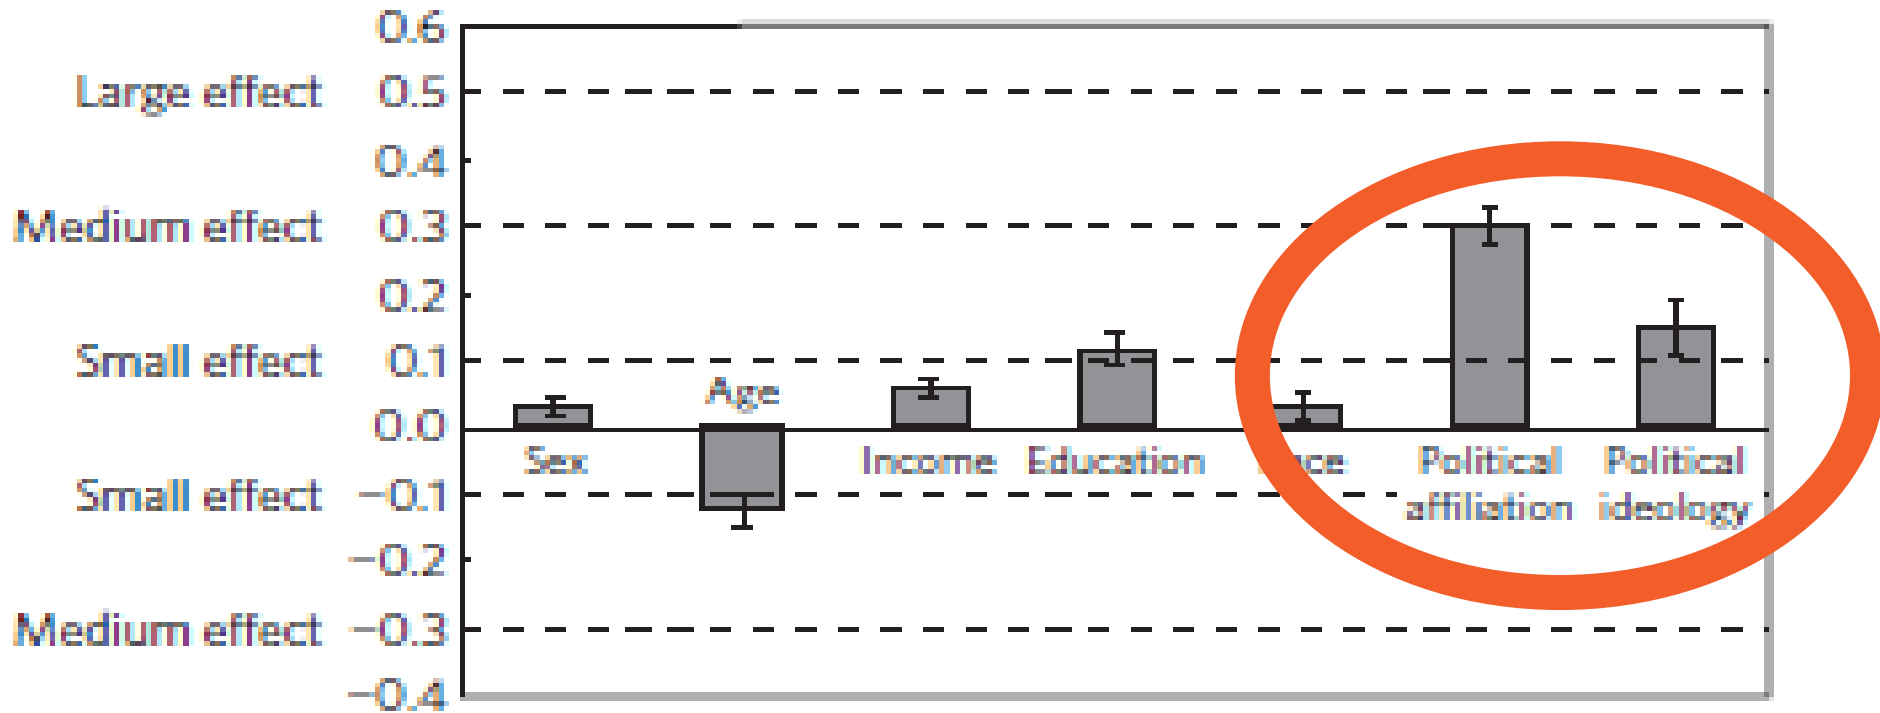 0.6
Large effect 0.5
0.4
Medium effect 0.3
0.2
Small effect 0.1
Age
0.0
Sex Income Education Political Political
affiliation ideology
Small effect −0.1
−0.2
Medium effect −0.3
−0.4